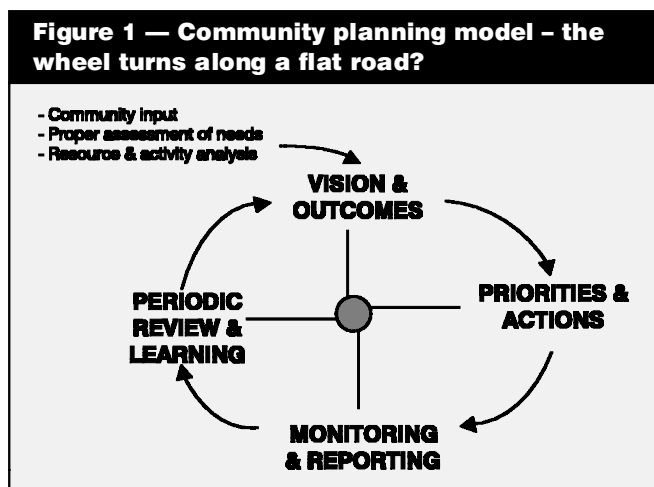 Figure 1 — Community planning model – the
wheel turns along a flat road?
- Community input
- Proper assessment of needs
- Resource & activity analysis
VISION &
OUTCOMES
PRIORITIES &
ACTIONS
PERIODIC
REVIEW &
LEARNING
MONITORING
& REPORTING